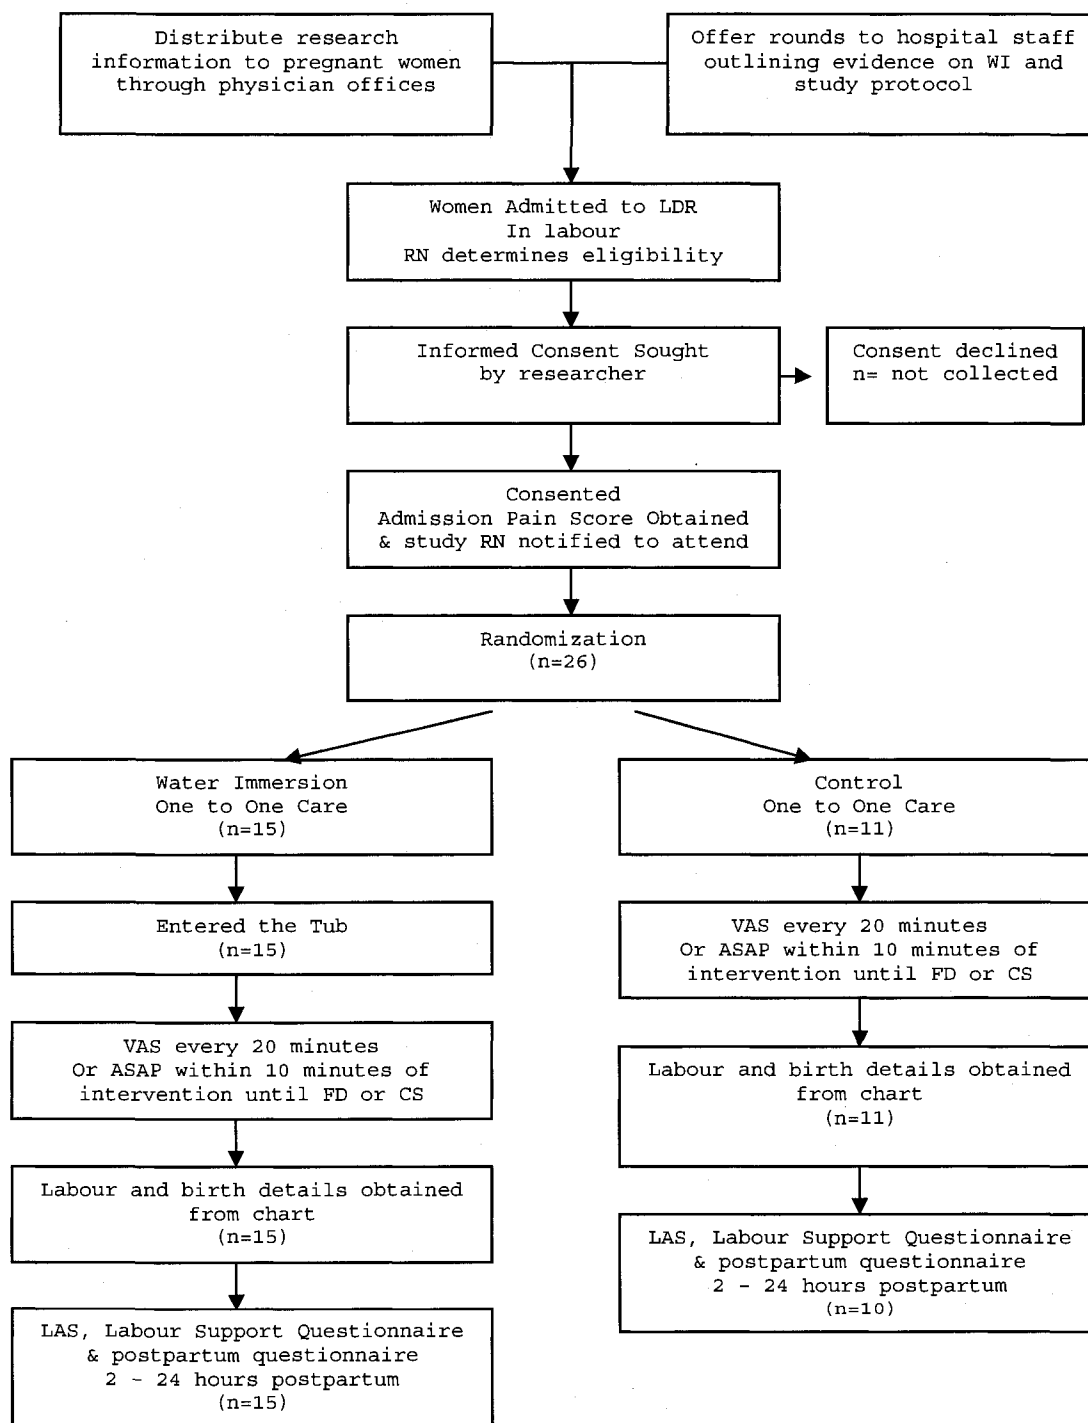 Distribute research
information to pregnant women
through physician offices
Offer rounds to hospital staff
outlining evidence on WI and
study protocol
Women Admitted to LDR
In labour
RN determines eligibility
Informed Consent Sought
by researcher
Consent declined
n= not collected
Consented
Admission Pain Score Obtained
& study RN notified to attend
Randomization
(n=26)
Water Immersion
One to One Care
(n=15)
Entered the Tub
(n=15)
VAS every 20 minutes
Or ASAP within 10 minutes of
intervention until FD or CS
Labour and birth details obtained
from chart
(n=15)
LAS, Labour Support Questionnaire
& postpartum questionnaire
2 - 24 hours postpartum
(n=15)
Control
One to One Care
(n=11)
VAS every 20 minutes
Or ASAP within 10 minutes of
intervention until FD or CS
Labour and birth details obtained
from chart
(n=11)
LAS, Labour Support Questionnaire
& postpartum questionnaire
2 - 24 hours postpartum
(n=10)